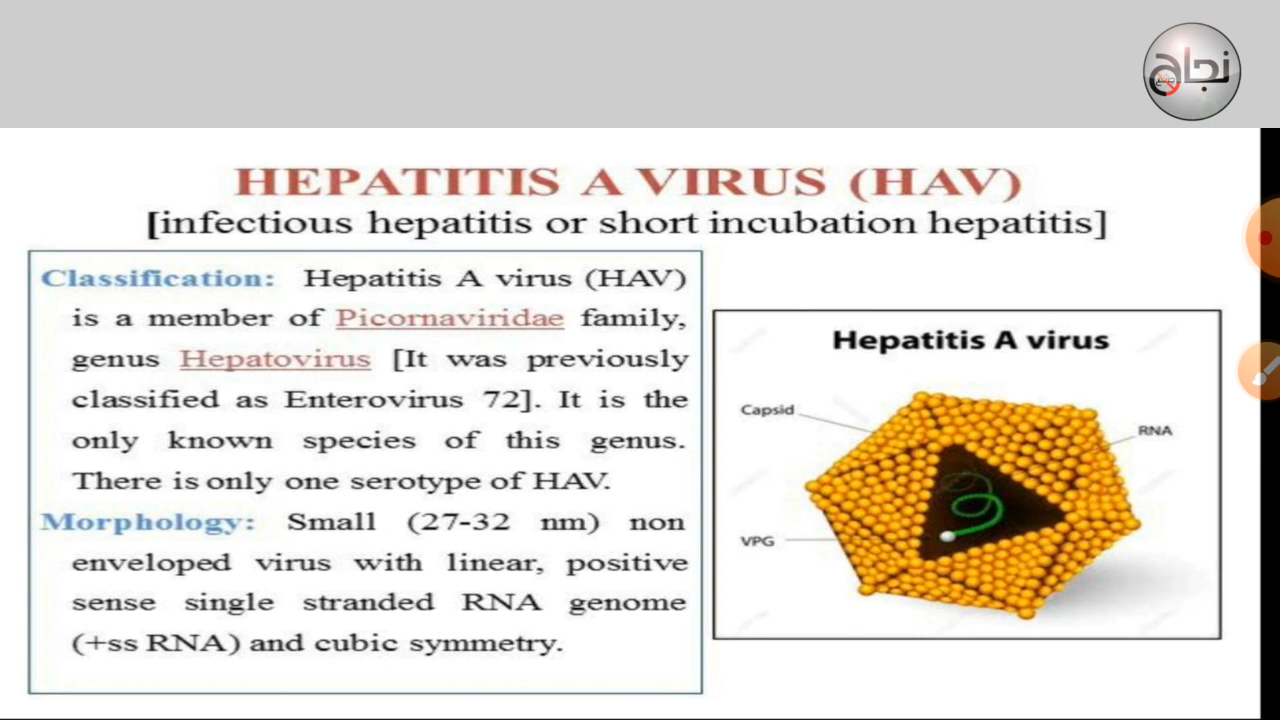 نجاح
HEPATITIS A VIRUS (HAV)
[infectious hepatitis or short incubation hepatitis]
Classification: Hepatitis A virus (HAV)
is a member of Picornaviridae family,
genus Hepatovirus [It was previously
classified as Enterovirus 72]. It is the
only known species of this genus.
There is only one serotype of HAV.
Morphology: Small (27-32 nm) non
enveloped virus with linear, positive
sense single stranded RNA genome
(+ss RNA) and cubic symmetry.
Hepatitis A virus
Capsid
RNA
VPG